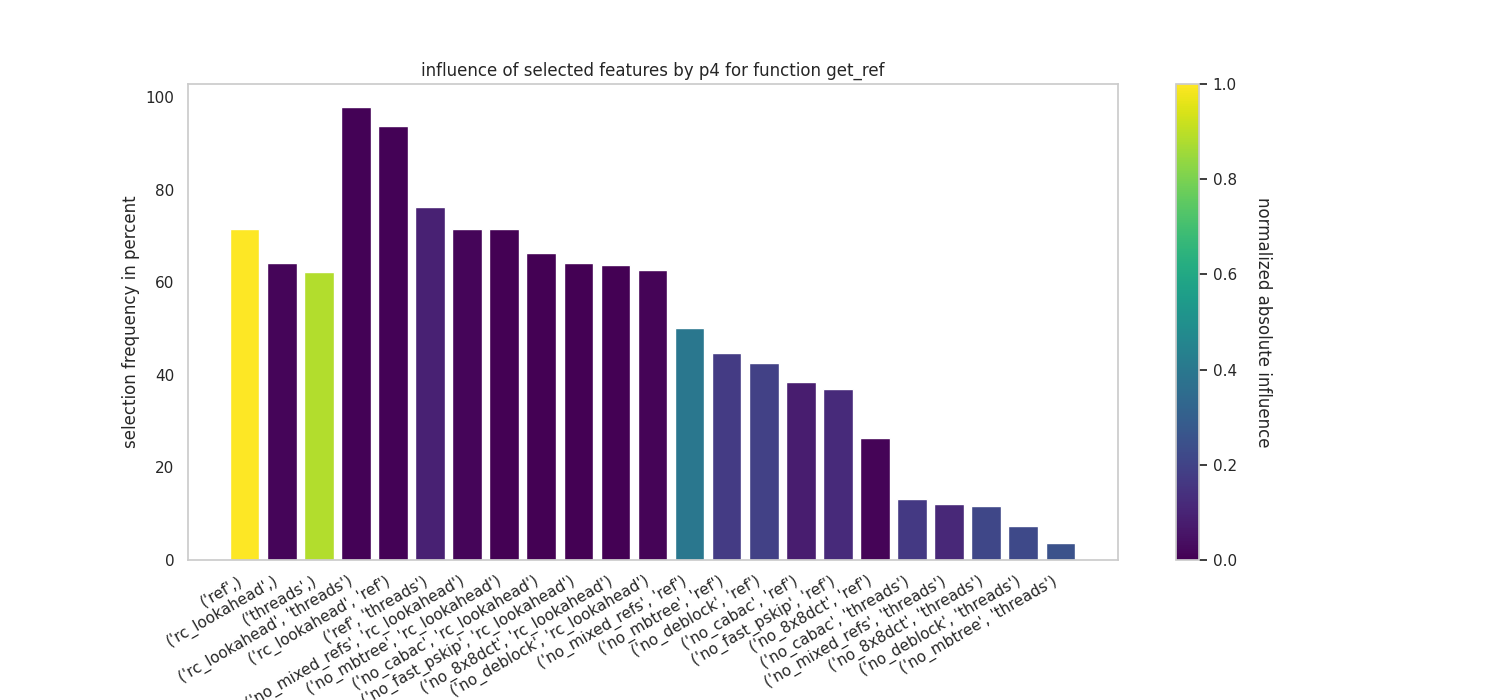 influence of selected features by p4 for function get_ref
100
80
60
40
20
0
selection frequency in percent
('ref',)
('rc_lookahead',)
('threads',)
('rc_lookahead', 'threads')
('rc_lookahead', 'ref')
('ref', 'threads')
'no_mixed_refs', 'rc_lookahead')
('no_mbtree', 'rc_lookahead')
('no_cabac', 'rc_lookahead')
('no_fast_pskip', 'rc_lookahead')
('no_8x8dct', 'rc_lookahead')
('no_deblock', 'rc_lookahead')
('no_mixed_refs', 'ref')
('no_mbtree', 'ref')
('no_deblock', 'ref')
('no_cabac', 'ref')
('no_fast_pskip', 'ref')
('no_8x8dct', 'ref')
('no_cabac', 'threads')
('no_mixed_refs', 'threads')
('no_8x8dct', 'threads')
('no_deblock', 'threads')
('no_mbtree', 'threads')
1.0
0.8
0.6
0.4
0.2
0.0
normalized absolute influence